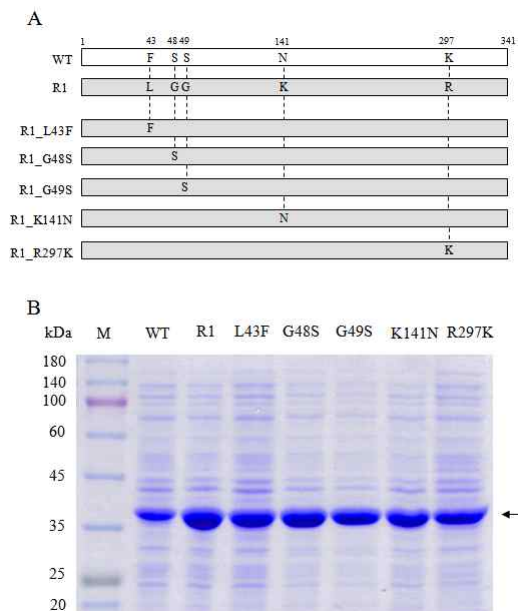 A
1 43 48 49 141 297 341
WT F S S N K
R1 L G G K R
R1_L43F F
R1_G48S S
R1_G49S S
R1_K141N N
R1_R297K K
B
kDa M WT R1 L43F G48S G49S K141N R297K
180
140
100
60
45
35
25
20